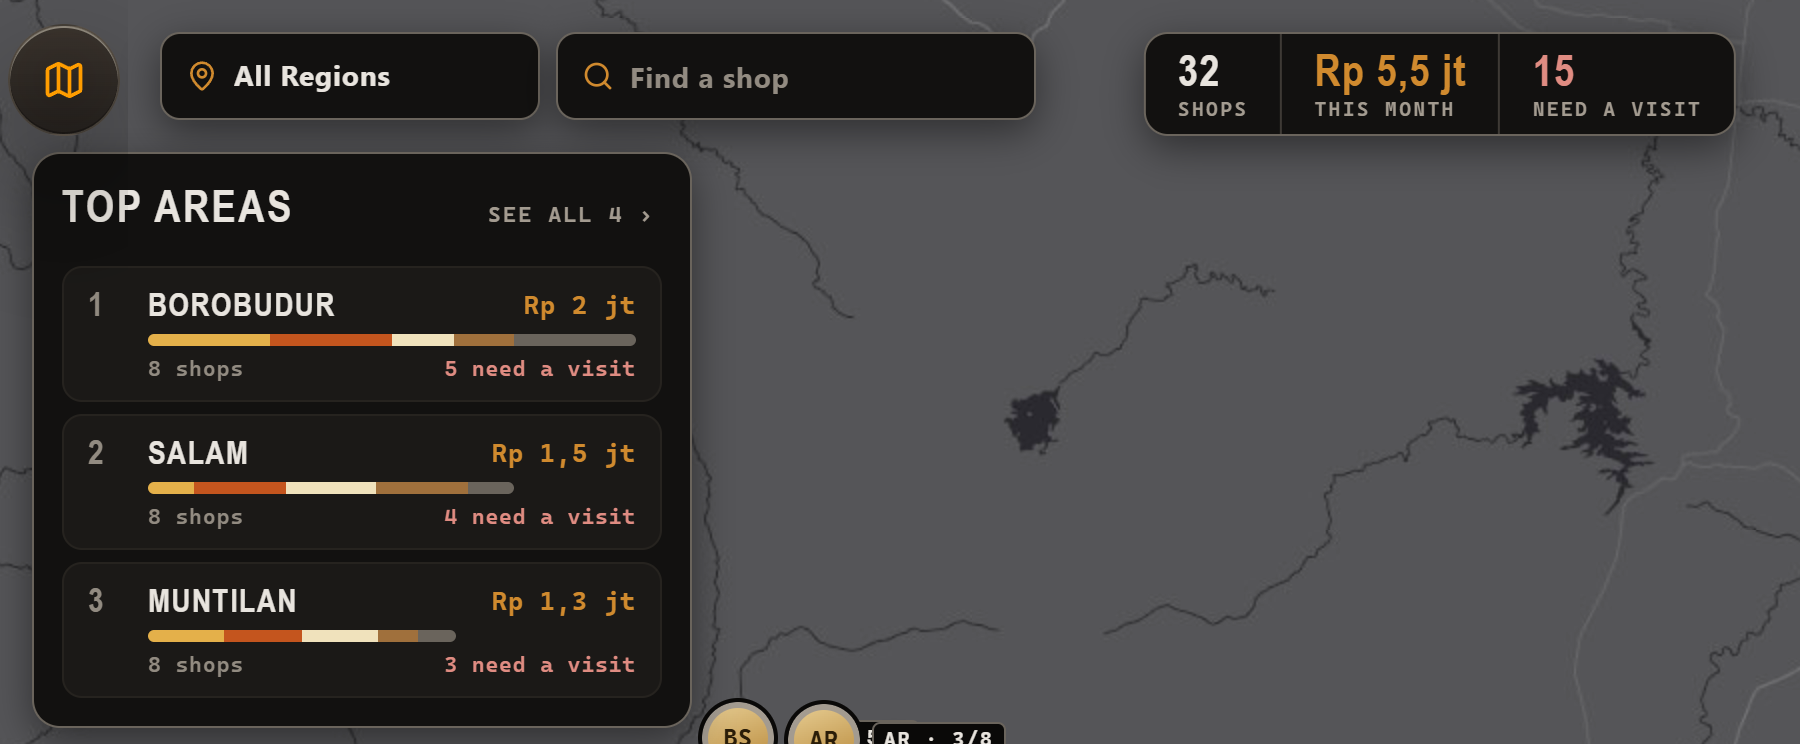 All Regions
Find a shop
32
SHOPS
Rp 5,5 jt
THIS MONTH
15
NEED A VISIT
TOP AREAS
SEE ALL 4 ›
1 BOROBUDUR Rp 2 jt
8 shops 5 need a visit
2 SALAM Rp 1,5 jt
8 shops 4 need a visit
3 MUNTILAN Rp 1,3 jt
8 shops 3 need a visit
BS AR AR · 3/8